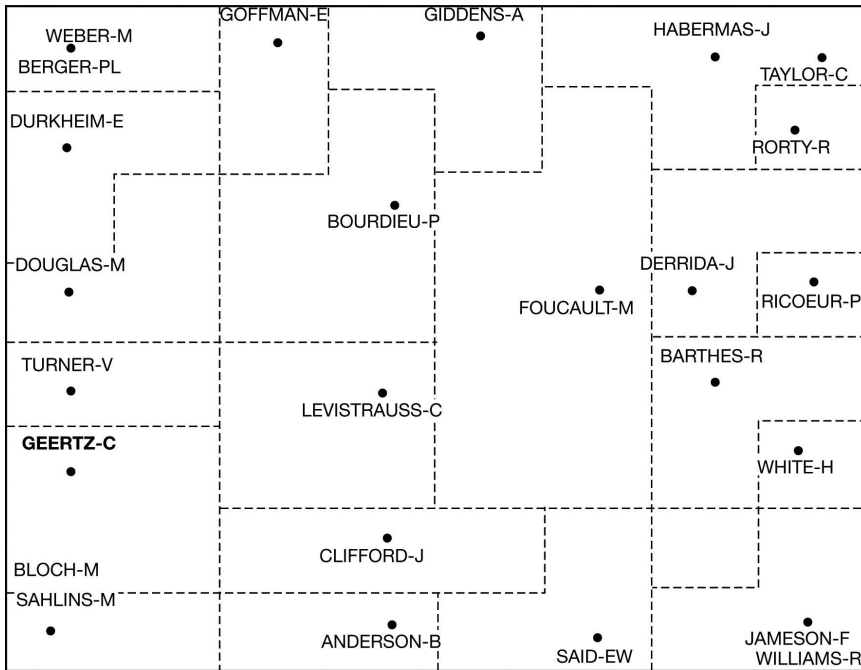 GOFFMAN-E
GIDDENS-A
WEBER-M
HABERMAS-J
BERGER-PL
TAYLOR-C
DURKHEIM-E
RORTY-R
BOURDIEU-P
DOUGLAS-M
DERRIDA-J
FOUCAULT-M
RICOEUR-P
TURNER-V
BARTHES-R
LEVISTRAUSS-C
GEERTZ-C
WHITE-H
CLIFFORD-J
BLOCH-M
SAHLINS-M
ANDERSON-B
SAID-EW
JAMESON-F
WILLIAMS-R